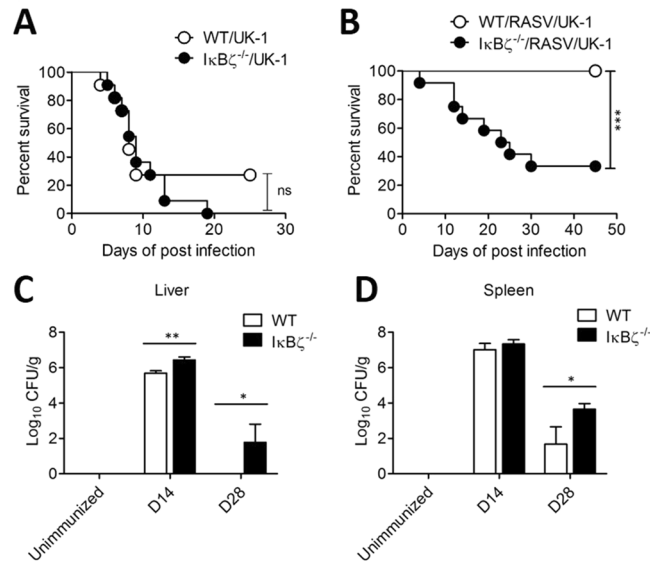 A
WT/UK-1
IκBζ-/-/UK-1
Percent survival
100
80
60
40
20
0
ns
0
10
20
30
Days of post infection
B
WT/RASV/UK-1
IκBζ-/-/RASV/UK-1
Percent survival
100
80
60
40
20
0
***
0
10
20
30
40
50
Days of post infection
C
Liver
WT
IκBζ-/-
Log10 CFU/g
8
6
4
2
0
**
*
Unimmunized
D14
D28
D
Spleen
WT
IκBζ-/-
Log10 CFU/g
8
6
4
2
0
*
Unimmunized
D14
D28